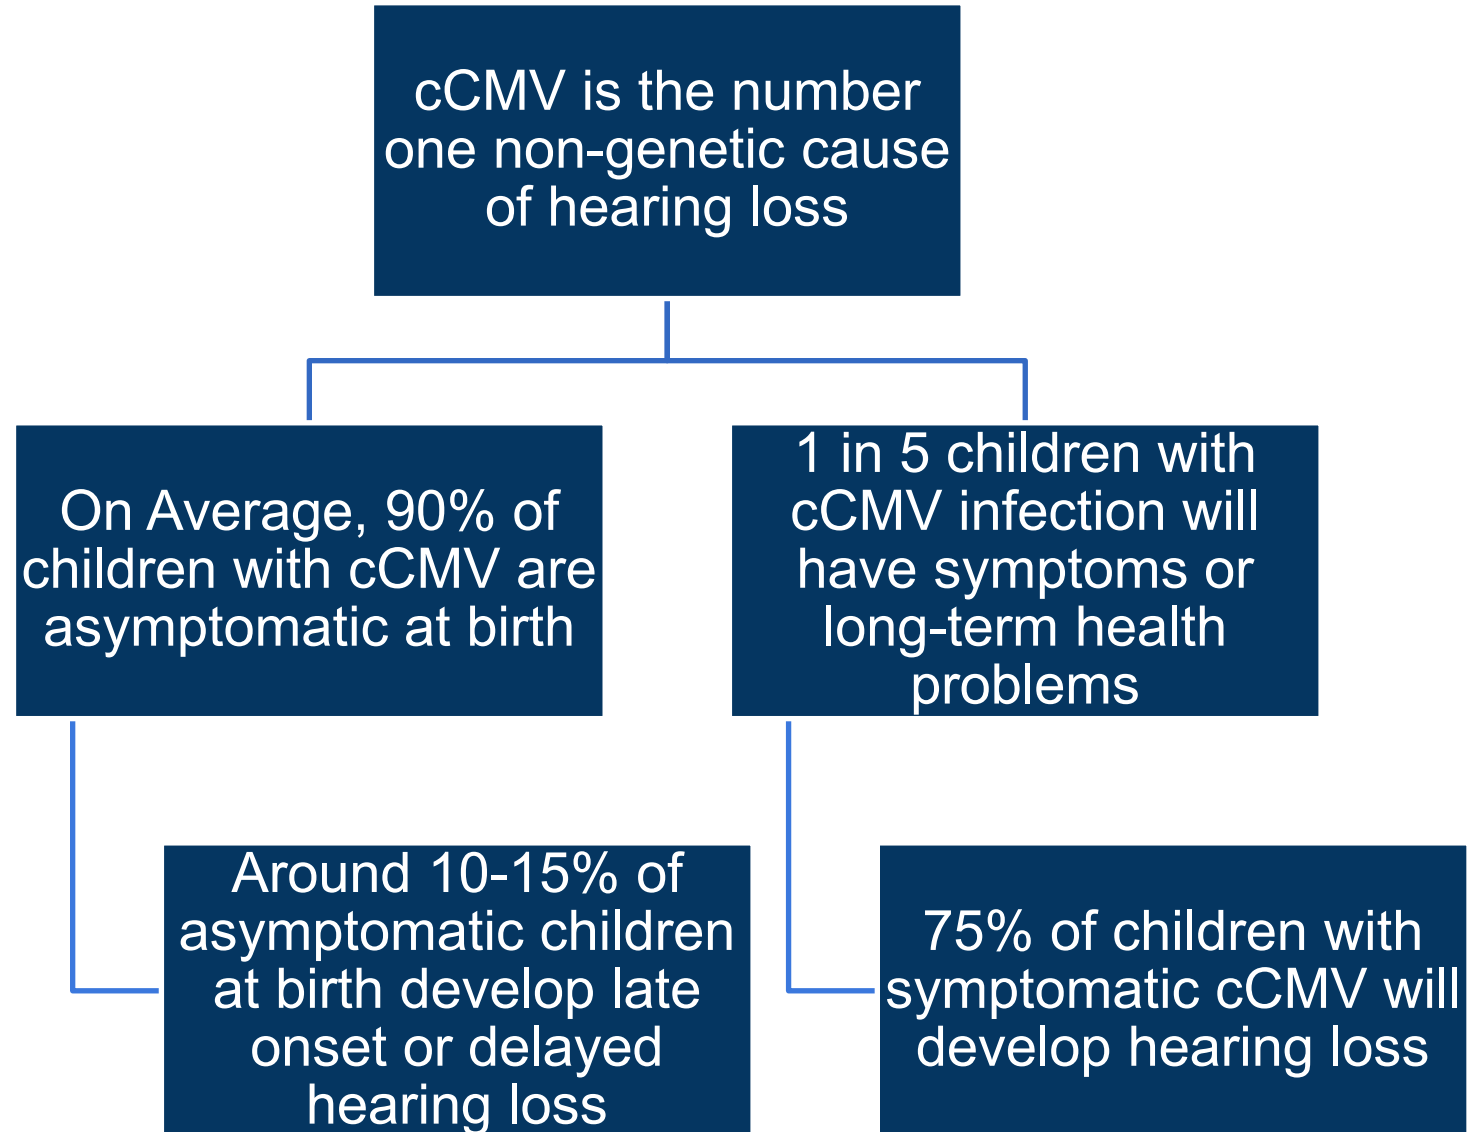 cCMV is the number
one non-genetic cause
of hearing loss
On Average, 90% of
children with cCMV are
asymptomatic at birth
1 in 5 children with
cCMV infection will
have symptoms or
long-term health
problems
Around 10-15% of
asymptomatic children
at birth develop late
onset or delayed
hearing loss
75% of children with
symptomatic cCMV will
develop hearing loss